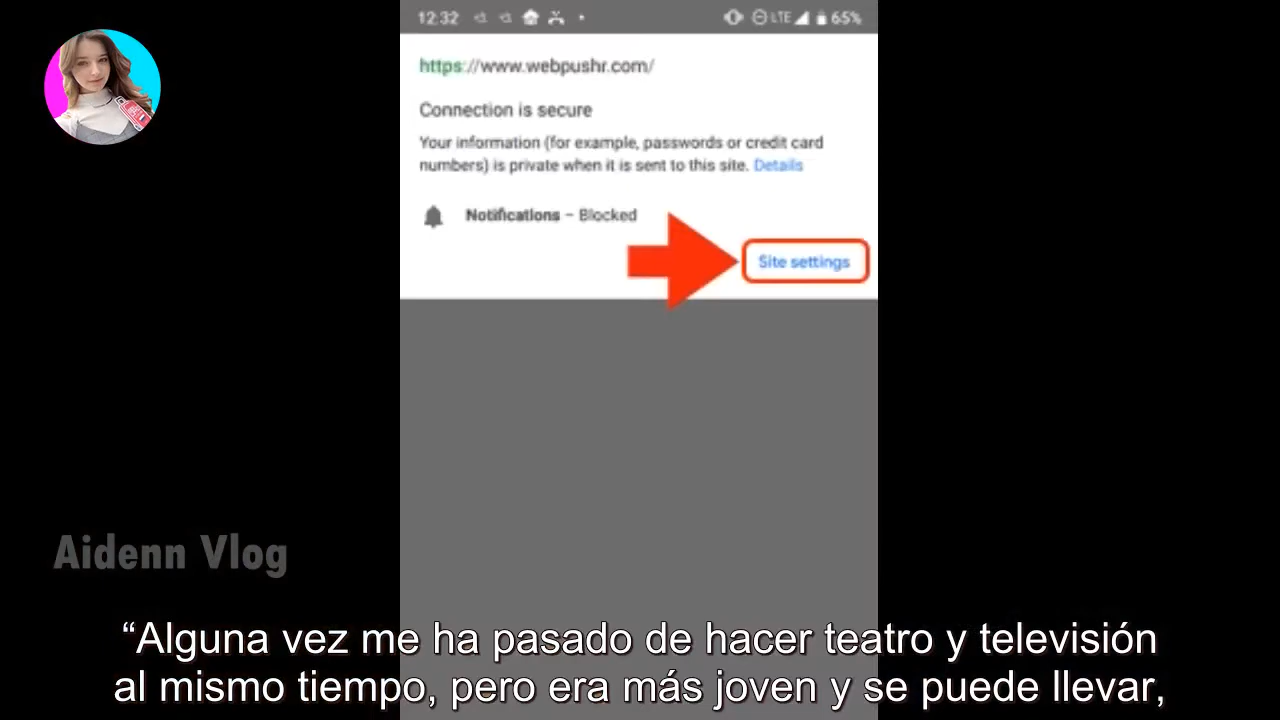 12:32 LTE 65%
https://www.webpushr.com/
Connection is secure
Your information (for example, passwords or credit card
numbers) is private when it is sent to this site. Details
Notifications – Blocked
Site settings
Aidenn Vlog
“Alguna vez me ha pasado de hacer teatro y televisión
al mismo tiempo, pero era más joven y se puede llevar,